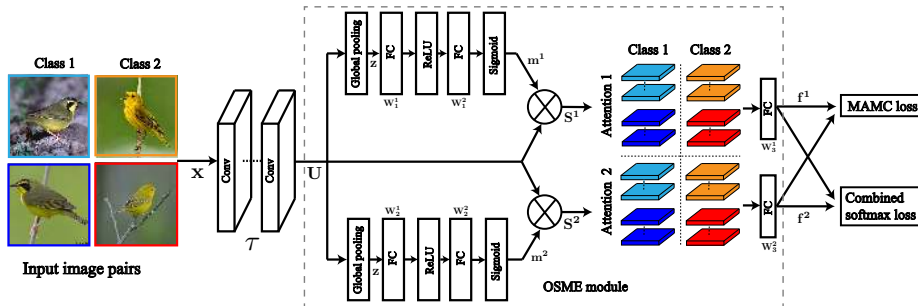 Class 1
Class 2
Input image pairs
x
Conv
Conv
τ
U
Global pooling
z
FC
W₁¹
ReLU
FC
W₁²
Sigmoid
m¹
S¹
Global pooling
z
FC
W₂¹
ReLU
FC
W₂²
Sigmoid
m²
S²
Class 1
Class 2
Attention 1
Attention 2
FC
W₃¹
FC
W₃²
OSME module
f¹
f²
MAMC loss
Combined
softmax loss